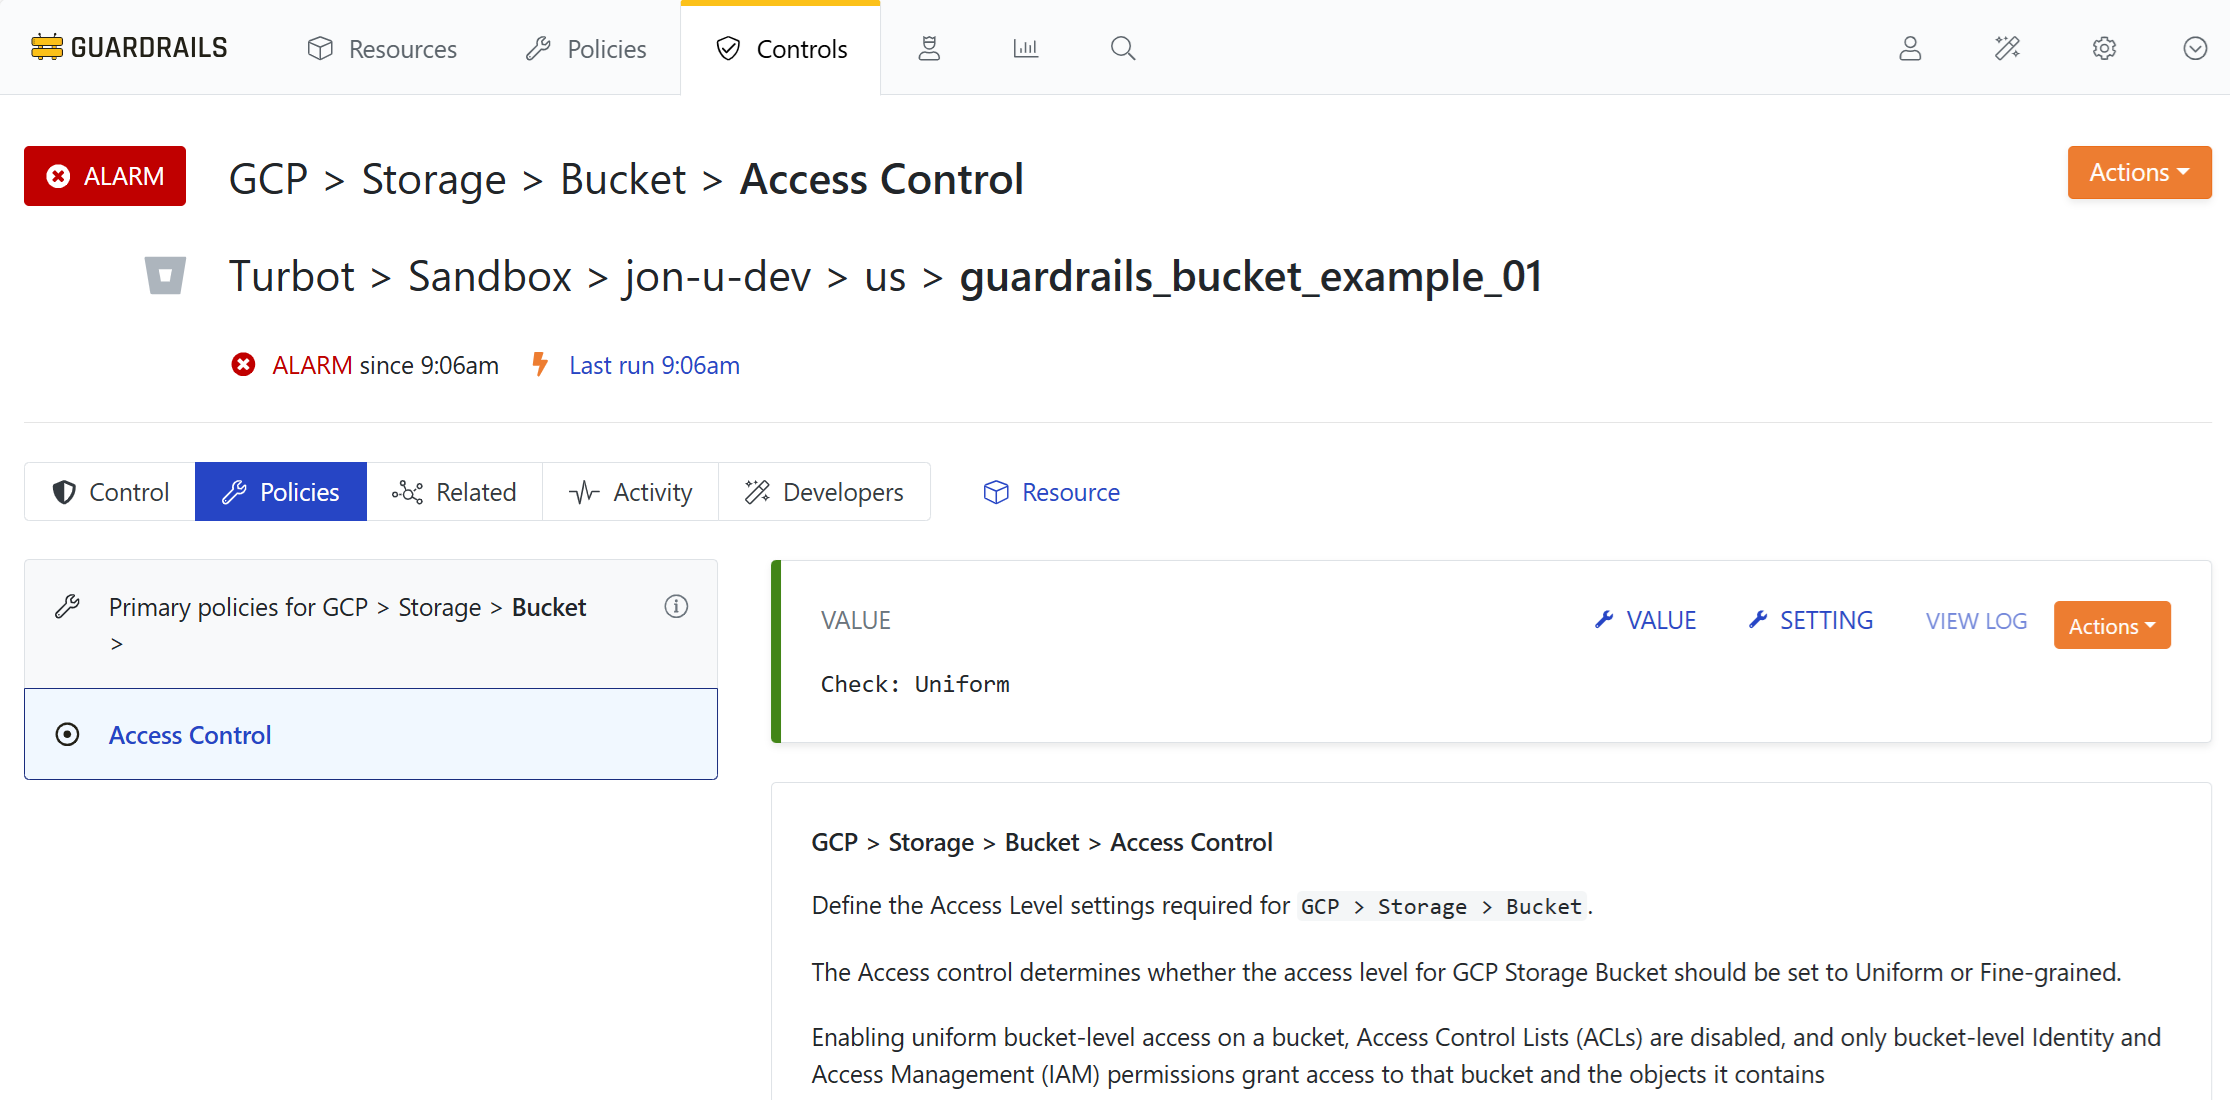 GUARDRAILS Resources Policies Controls
ALARM GCP > Storage > Bucket > Access Control Actions
Turbot > Sandbox > jon-u-dev > us > guardrails_bucket_example_01
ALARM since 9:06am Last run 9:06am
Control Policies Related Activity Developers Resource
Primary policies for GCP > Storage > Bucket
>
Access Control
VALUE VALUE SETTING VIEW LOG Actions
Check: Uniform
GCP > Storage > Bucket > Access Control
Define the Access Level settings required for GCP > Storage > Bucket.
The Access control determines whether the access level for GCP Storage Bucket should be set to Uniform or Fine-grained.
Enabling uniform bucket-level access on a bucket, Access Control Lists (ACLs) are disabled, and only bucket-level Identity and
Access Management (IAM) permissions grant access to that bucket and the objects it contains